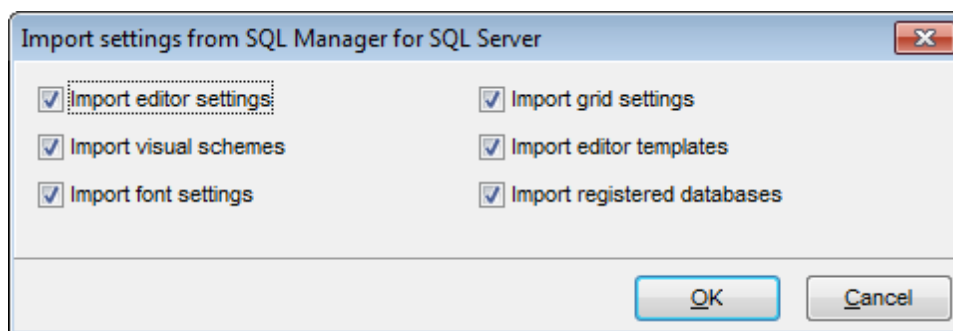 Import settings from SQL Manager for SQL Server
Import editor settings
Import grid settings
Import visual schemes
Import editor templates
Import font settings
Import registered databases
OK
Cancel